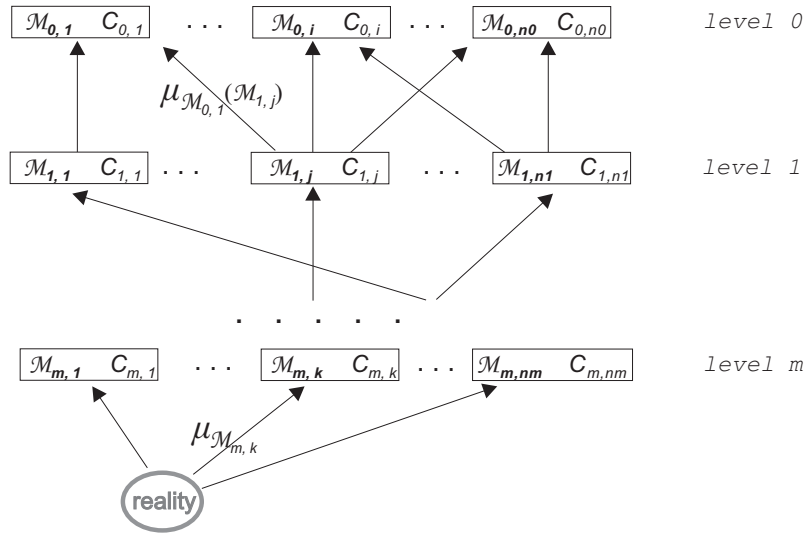 ℳ0, 1 C0, 1 . . . ℳ0, i C0, i . . . ℳ0,n0 C0,n0 level 0
μℳ0, 1(ℳ1, j)
ℳ1, 1 C1, 1 . . . ℳ1, j C1, j . . . ℳ1,n1 C1,n1 level 1
. . . . .
ℳm, 1 Cm, 1 . . . ℳm, k Cm, k . . . ℳm,nm Cm,nm level m
μℳm, k
reality